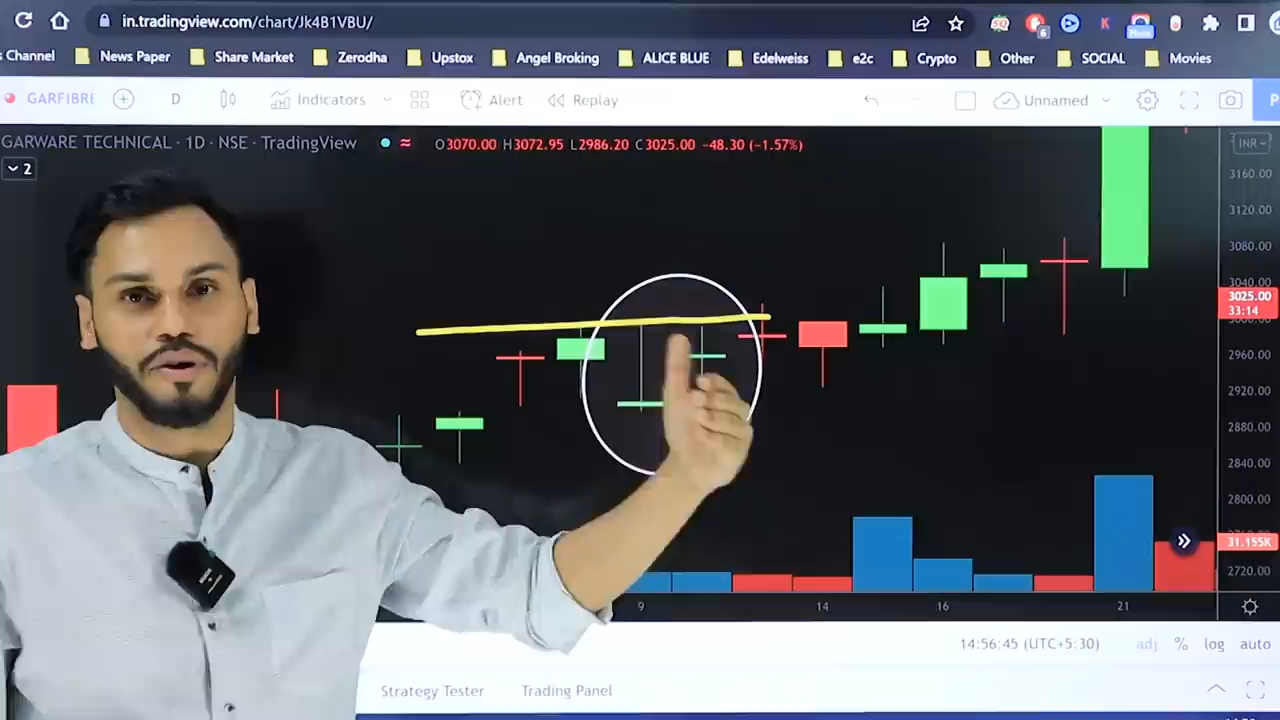 in.tradingview.com/chart/Jk4B1VBU/
s Channel News Paper Share Market Zerodha Upstox Angel Broking ALICE BLUE Edelweiss e2c Crypto Other SOCIAL Movies
GARFIBRE D Indicators Alert Replay Unnamed P
GARWARE TECHNICAL · 1D · NSE · TradingView O3070.00 H3072.95 L2986.20 C3025.00 −48.30 (−1.57%) INR
2
3160.00
3120.00
3080.00
3040.00
3025.00
33:14
2960.00
2920.00
2880.00
2840.00
2800.00
31.155K
2720.00
9 14 16 21
14:56:45 (UTC+5:30) adj % log auto
Strategy Tester Trading Panel